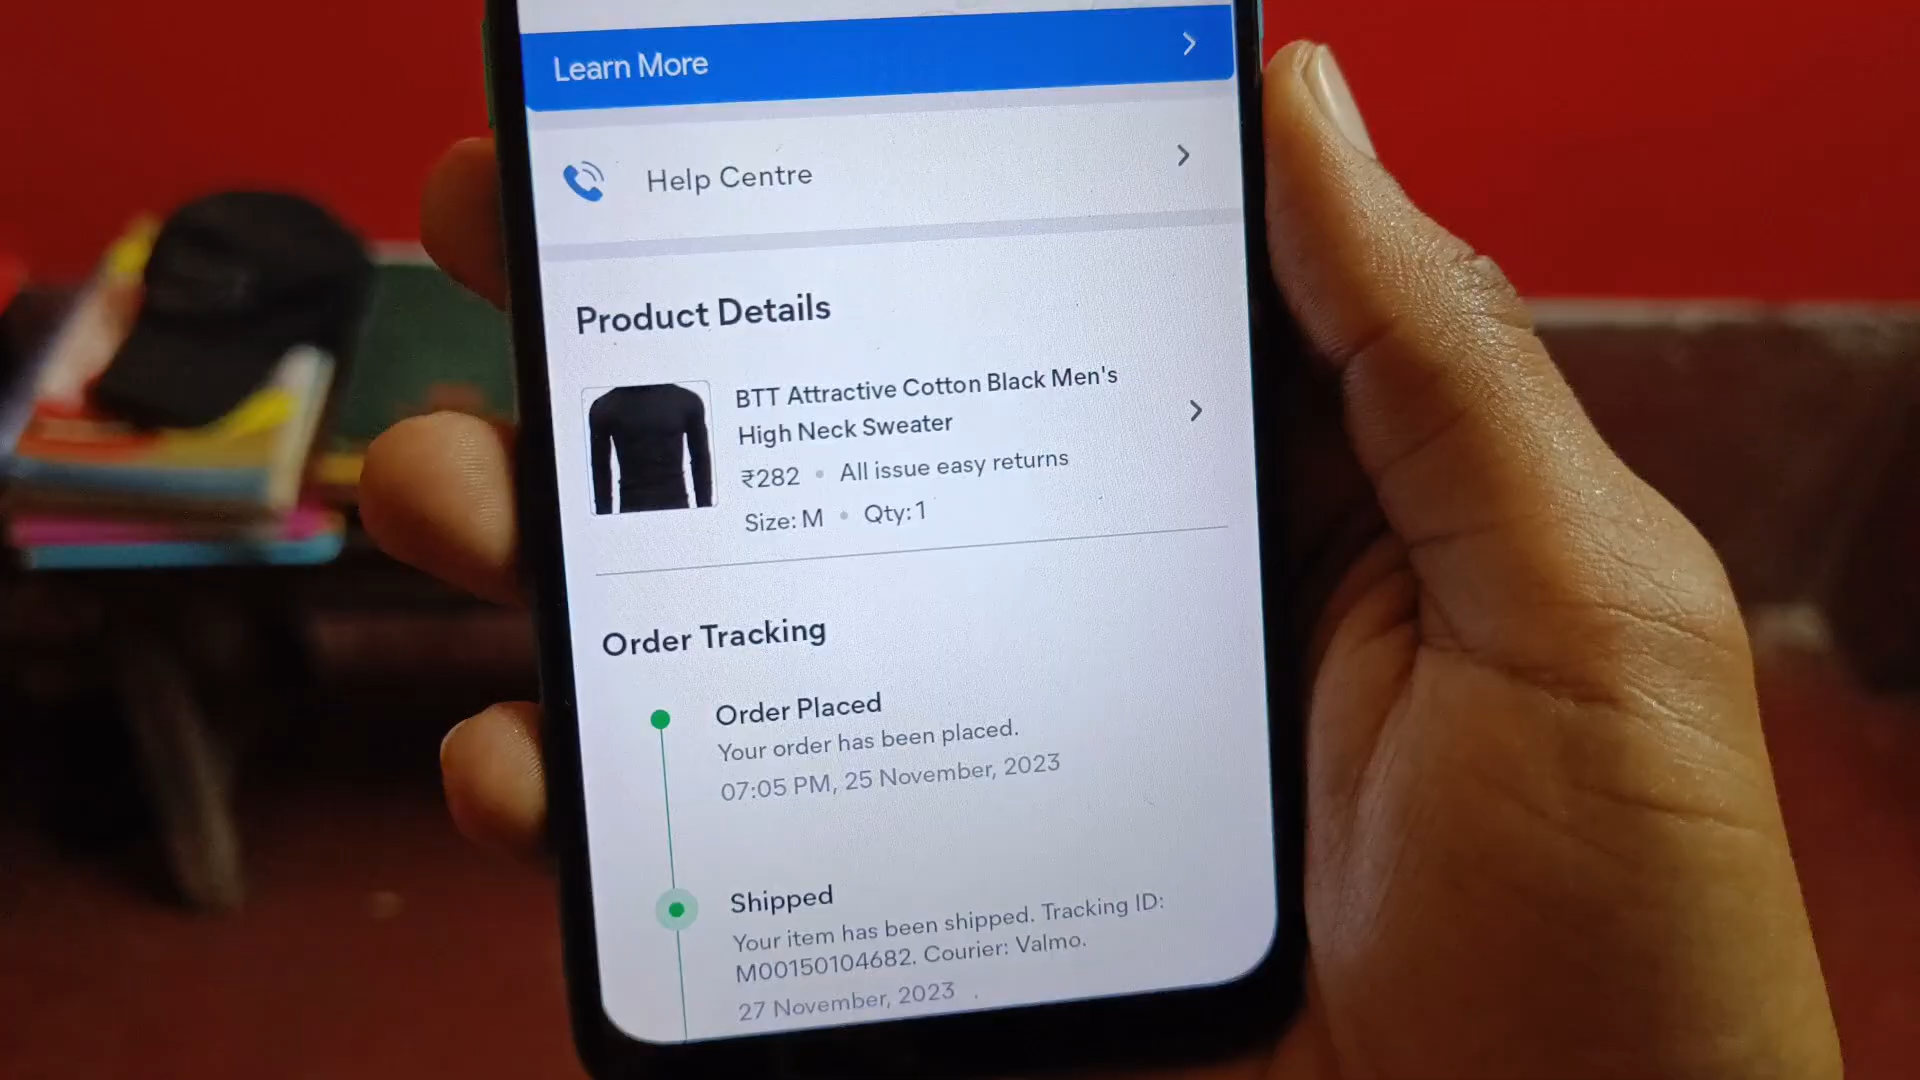 Learn More
Help Centre
Product Details
BTT Attractive Cotton Black Men's
High Neck Sweater
₹282 • All issue easy returns
Size: M • Qty: 1
Order Tracking
Order Placed
Your order has been placed.
07:05 PM, 25 November, 2023
Shipped
Your item has been shipped. Tracking ID:
M00150104682. Courier: Valmo.
27 November, 2023